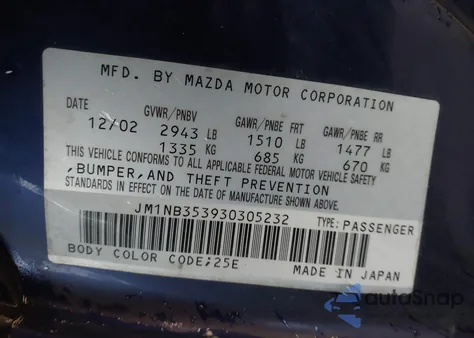 MFD. BY MAZDA MOTOR CORPORATION
DATE GVWR/PNBV GAWR/PNBE FRT GAWR/PNBE RR
12/02 2943 LB 1510 LB 1477 LB
1335 KG 685 KG 670 KG
THIS VEHICLE CONFORMS TO ALL APPLICABLE FEDERAL MOTOR VEHICLE SAFETY
,BUMPER,AND THEFT PREVENTION
STANDARDS IN EFFECT ON THE DATE OF MANUFACTURE SHOWN ABOVE.
JM1NB353930305232 TYPE: PASSENGER
BODY COLOR CODE;25E MADE IN JAPAN
autoSnap